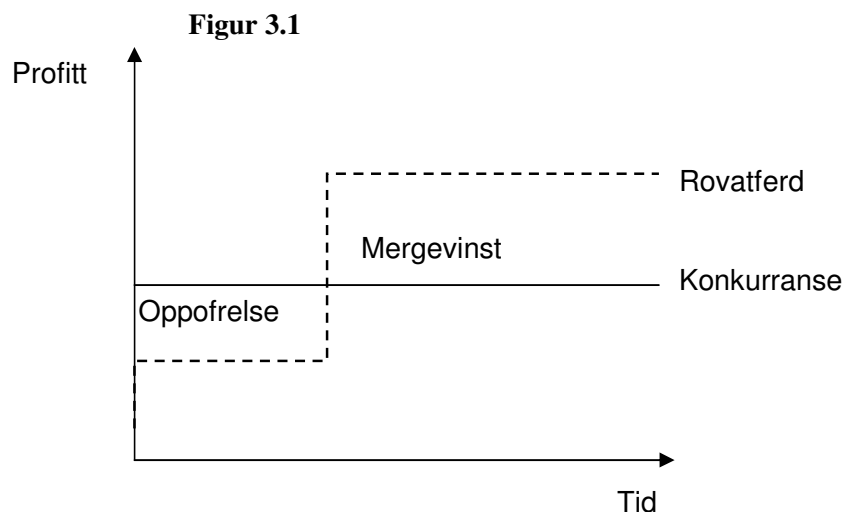 Figur 3.1
Profitt
Rovatferd
Mergevinst
Konkurranse
Oppofrelse
Tid